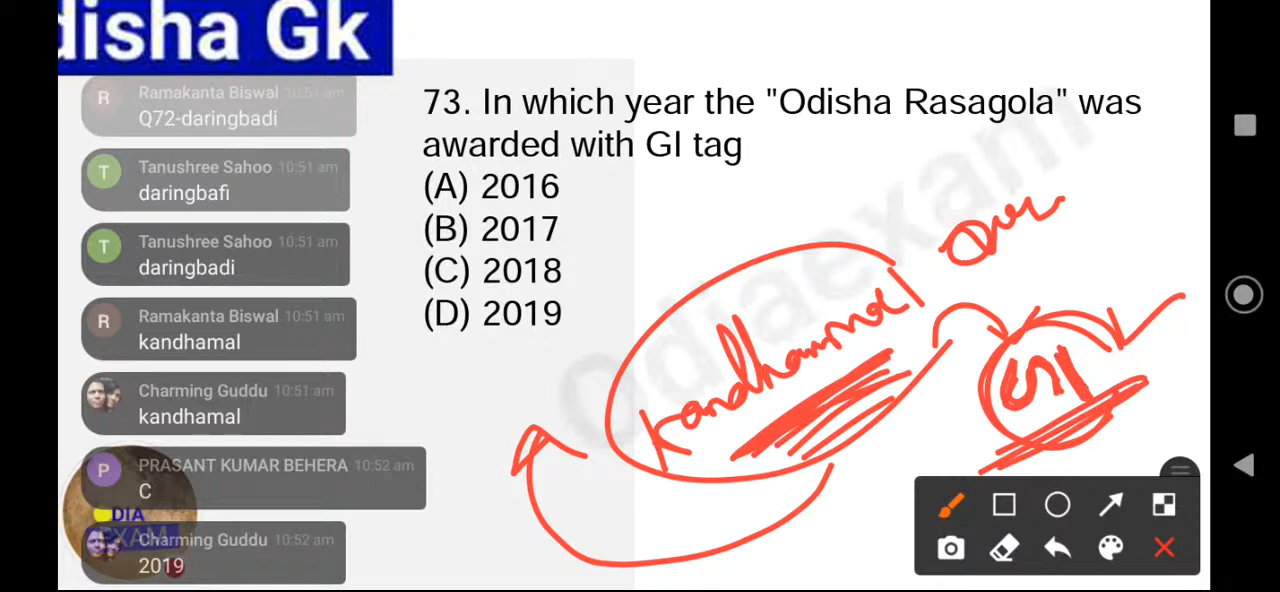 disha Gk
Ramakanta Biswal 10:51 am
Q72-daringbadi
Tanushree Sahoo 10:51 am
daringbafi
Tanushree Sahoo 10:51 am
daringbadi
Ramakanta Biswal 10:51 am
kandhamal
Charming Guddu 10:51 am
kandhamal
PRASANT KUMAR BEHERA 10:52 am
C
Charming Guddu 10:52 am
2019
R
T
T
R
P
DIA
EXAM
73. In which year the "Odisha Rasagola" was
awarded with GI tag
(A) 2016
(B) 2017
(C) 2018
(D) 2019
Kandhamal
GI
Odiaexam